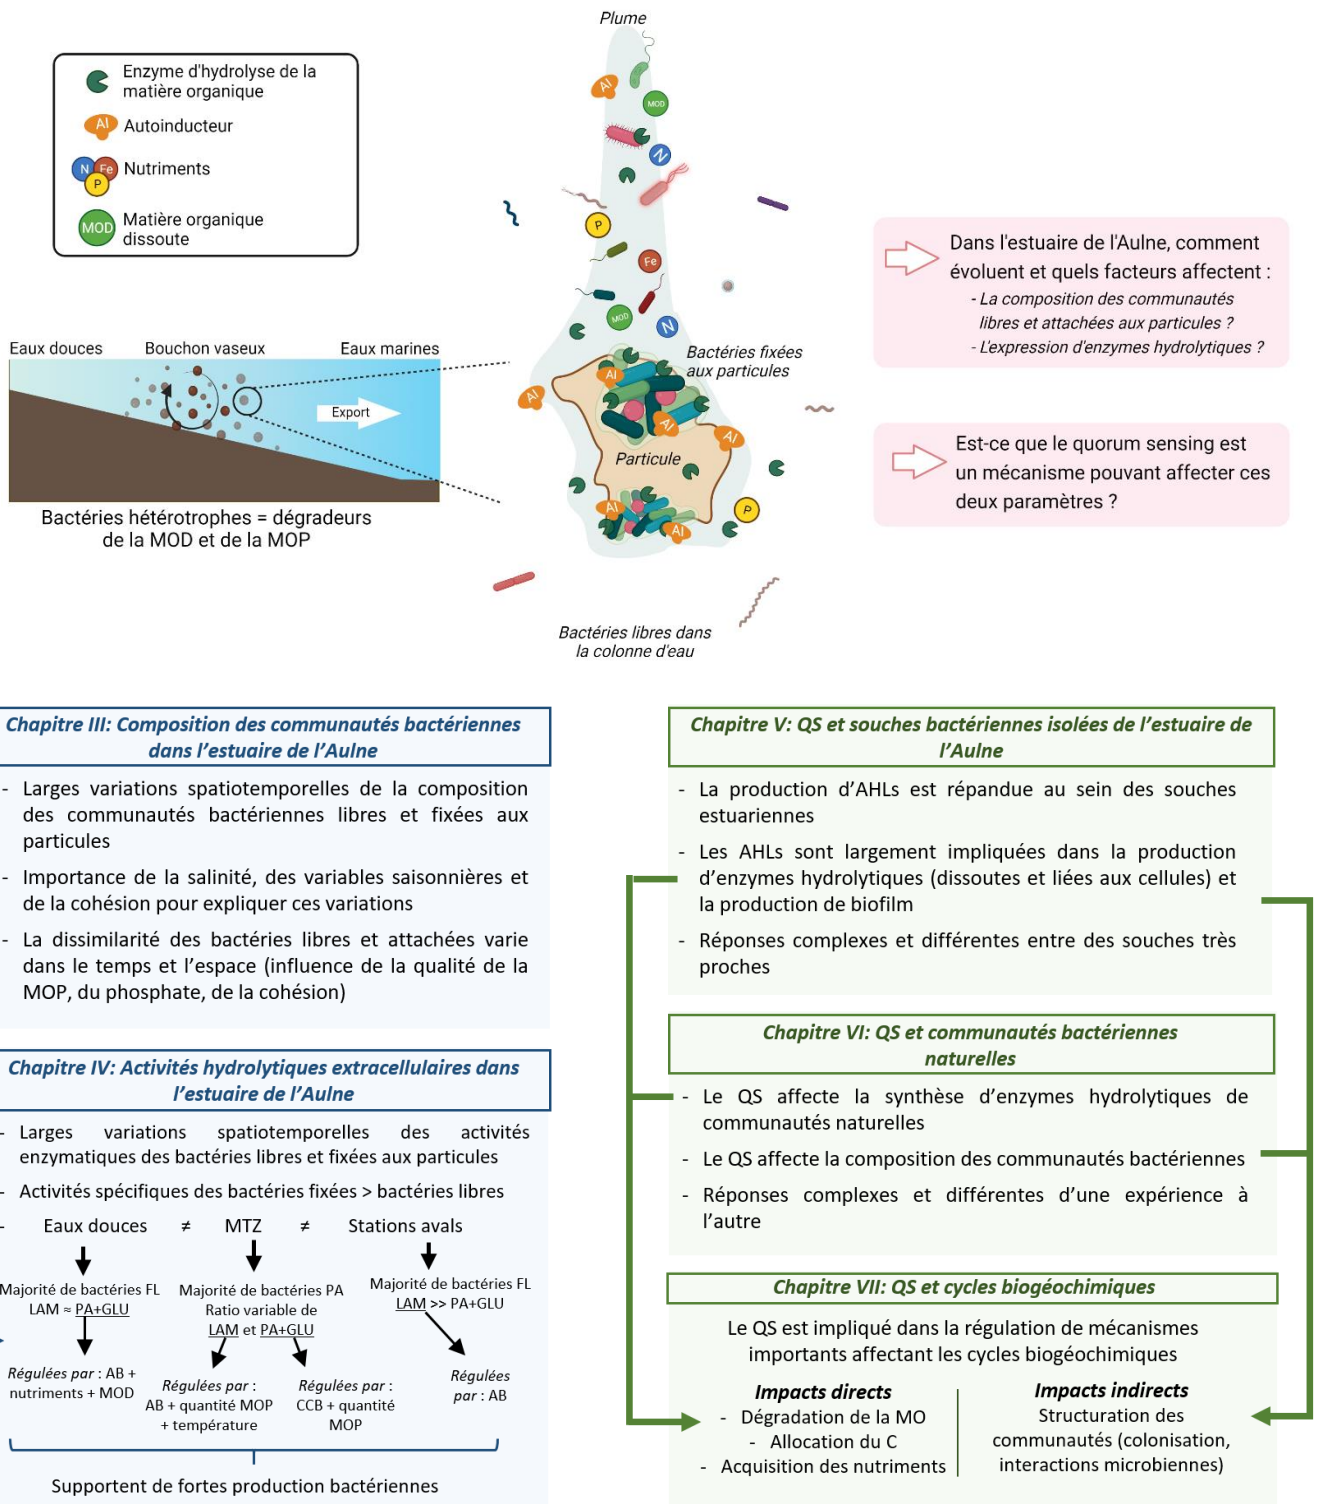 Plume
Enzyme d'hydrolyse de la
matière organique
AI
Autoinducteur
N
Fe
P
Nutriments
MOD
Matière organique
dissoute
AI
MOD
N
P
Fe
MOD
N
Eaux douces
Bouchon vaseux
Eaux marines
Export
Bactéries hétérotrophes = dégradeurs
de la MOD et de la MOP
Bactéries fixées
aux particules
AI
AI
AI
AI
Particule
AI
AI
P
Bactéries libres dans
la colonne d'eau
Dans l'estuaire de l'Aulne, comment
évoluent et quels facteurs affectent :
- La composition des communautés
libres et attachées aux particules ?
- L'expression d'enzymes hydrolytiques ?
Est-ce que le quorum sensing est
un mécanisme pouvant affecter ces
deux paramètres ?
Chapitre III: Composition des communautés bactériennes
dans l’estuaire de l’Aulne
- Larges variations spatiotemporelles de la composition
des communautés bactériennes libres et fixées aux
particules
- Importance de la salinité, des variables saisonnières et
de la cohésion pour expliquer ces variations
- La dissimilarité des bactéries libres et attachées varie
dans le temps et l’espace (influence de la qualité de la
MOP, du phosphate, de la cohésion)
Chapitre IV: Activités hydrolytiques extracellulaires dans
l’estuaire de l’Aulne
- Larges variations spatiotemporelles des activités
enzymatiques des bactéries libres et fixées aux particules
- Activités spécifiques des bactéries fixées > bactéries libres
- Eaux douces ≠ MTZ ≠ Stations avals
Majorité de bactéries FL
LAM ≈ PA+GLU
Majorité de bactéries PA
Ratio variable de
LAM et PA+GLU
Majorité de bactéries FL
LAM >> PA+GLU
Régulées par : AB +
nutriments + MOD
Régulées par :
AB + quantité MOP
+ température
Régulées par :
CCB + quantité
MOP
Régulées
par : AB
Supportent de fortes production bactériennes
Chapitre V: QS et souches bactériennes isolées de l’estuaire de
l’Aulne
- La production d’AHLs est répandue au sein des souches
estuariennes
- Les AHLs sont largement impliquées dans la production
d’enzymes hydrolytiques (dissoutes et liées aux cellules) et
la production de biofilm
- Réponses complexes et différentes entre des souches très
proches
Chapitre VI: QS et communautés bactériennes
naturelles
- Le QS affecte la synthèse d’enzymes hydrolytiques de
communautés naturelles
- Le QS affecte la composition des communautés bactériennes
- Réponses complexes et différentes d’une expérience à
l’autre
Chapitre VII: QS et cycles biogéochimiques
Le QS est impliqué dans la régulation de mécanismes
importants affectant les cycles biogéochimiques
Impacts directs
- Dégradation de la MO
- Allocation du C
- Acquisition des nutriments
Impacts indirects
Structuration des
communautés (colonisation,
interactions microbiennes)